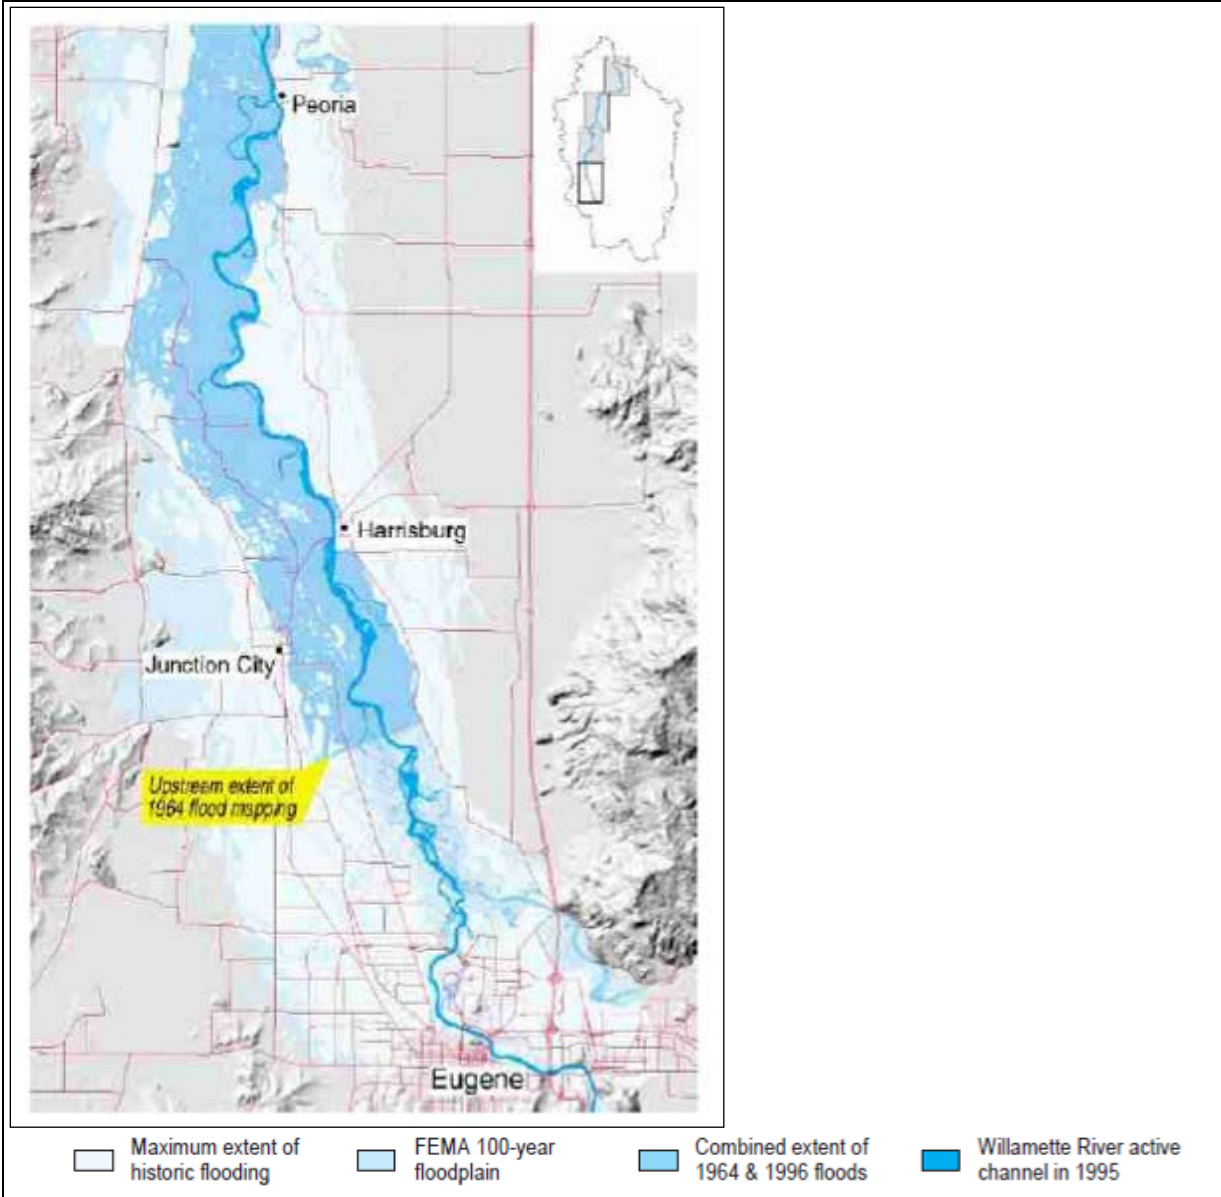 Peoria
Harrisburg
Junction City
Upstream extent of
1964 flood mapping
Eugene
Maximum extent of
historic flooding
FEMA 100-year
floodplain
Combined extent of
1964 & 1996 floods
Willamette River active
channel in 1995